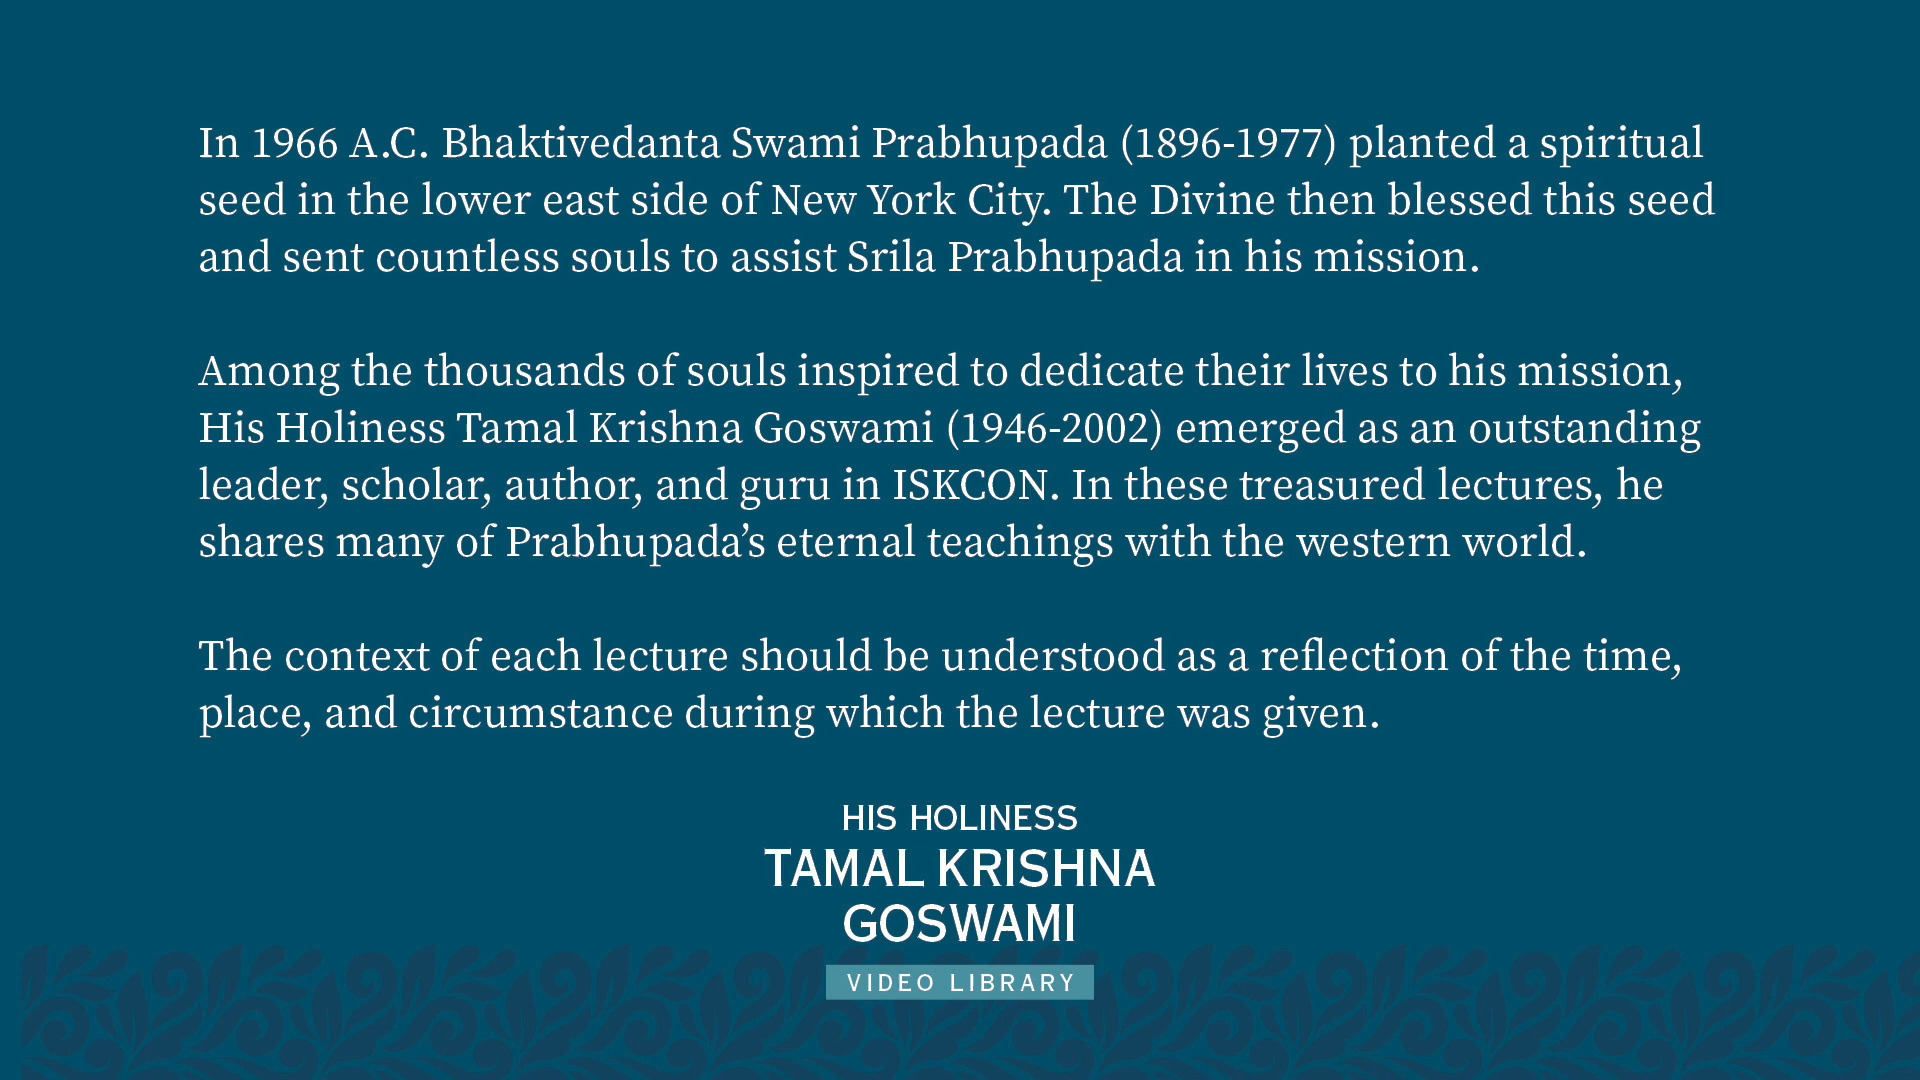 In 1966 A.C. Bhaktivedanta Swami Prabhupada (1896-1977) planted a spiritual
seed in the lower east side of New York City. The Divine then blessed this seed
and sent countless souls to assist Srila Prabhupada in his mission.
Among the thousands of souls inspired to dedicate their lives to his mission,
His Holiness Tamal Krishna Goswami (1946-2002) emerged as an outstanding
leader, scholar, author, and guru in ISKCON. In these treasured lectures, he
shares many of Prabhupada’s eternal teachings with the western world.
The context of each lecture should be understood as a reflection of the time,
place, and circumstance during which the lecture was given.
HIS HOLINESS
TAMAL KRISHNA
GOSWAMI
VIDEO LIBRARY